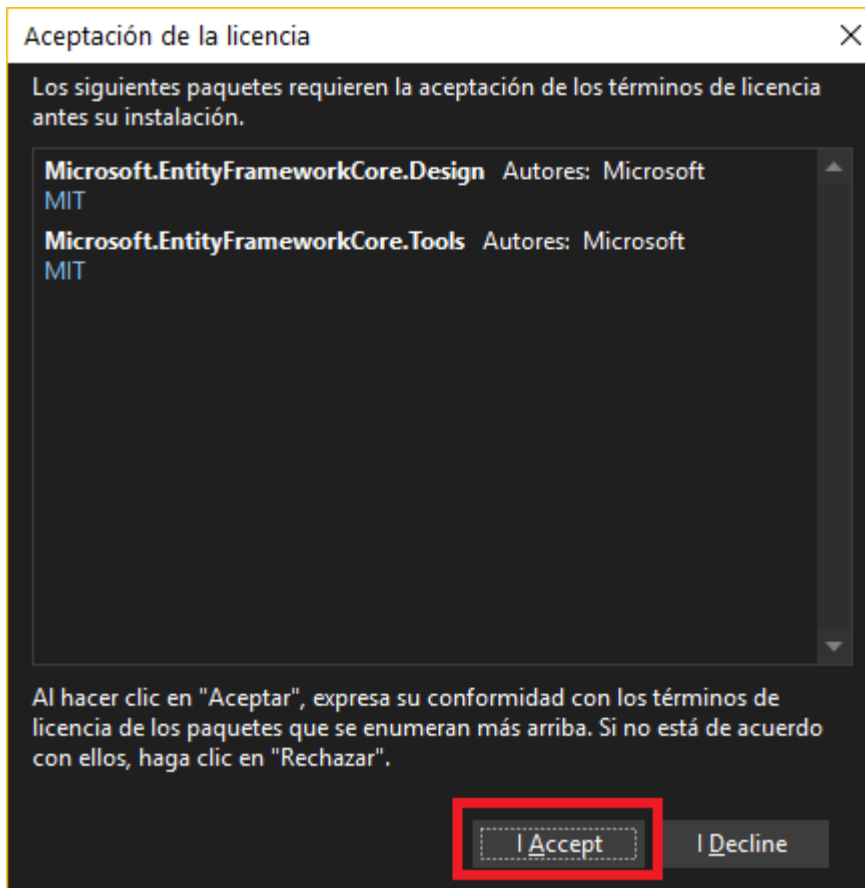 Aceptación de la licencia
Los siguientes paquetes requieren la aceptación de los términos de licencia
antes su instalación.
Microsoft.EntityFrameworkCore.Design Autores: Microsoft
MIT
Microsoft.EntityFrameworkCore.Tools Autores: Microsoft
MIT
Al hacer clic en "Aceptar", expresa su conformidad con los términos de
licencia de los paquetes que se enumeran más arriba. Si no está de acuerdo
con ellos, haga clic en "Rechazar".
I Accept I Decline